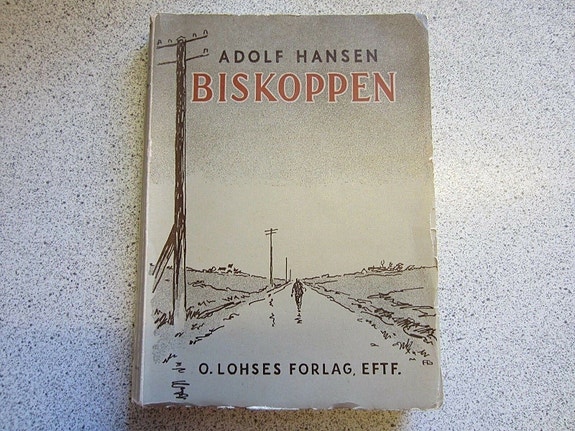 ADOLF HANSEN
BISKOPPEN
O. LOHSES FORLAG, EFTF.